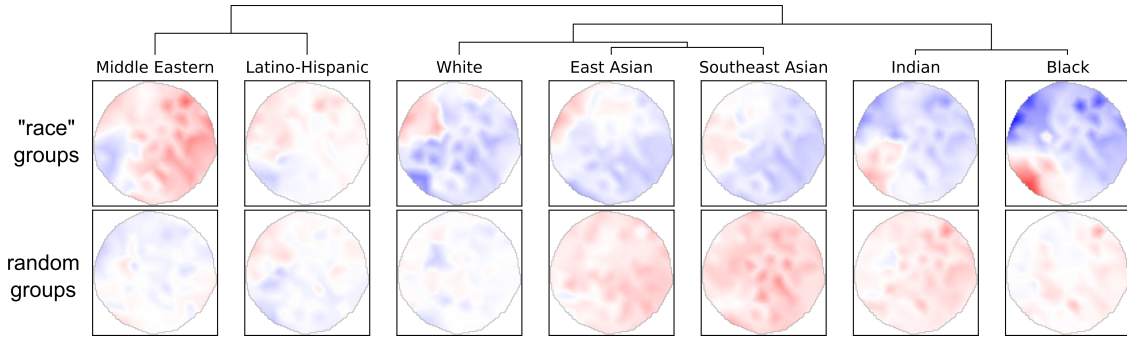 Middle Eastern Latino-Hispanic White East Asian Southeast Asian Indian Black
"race"
groups
random
groups